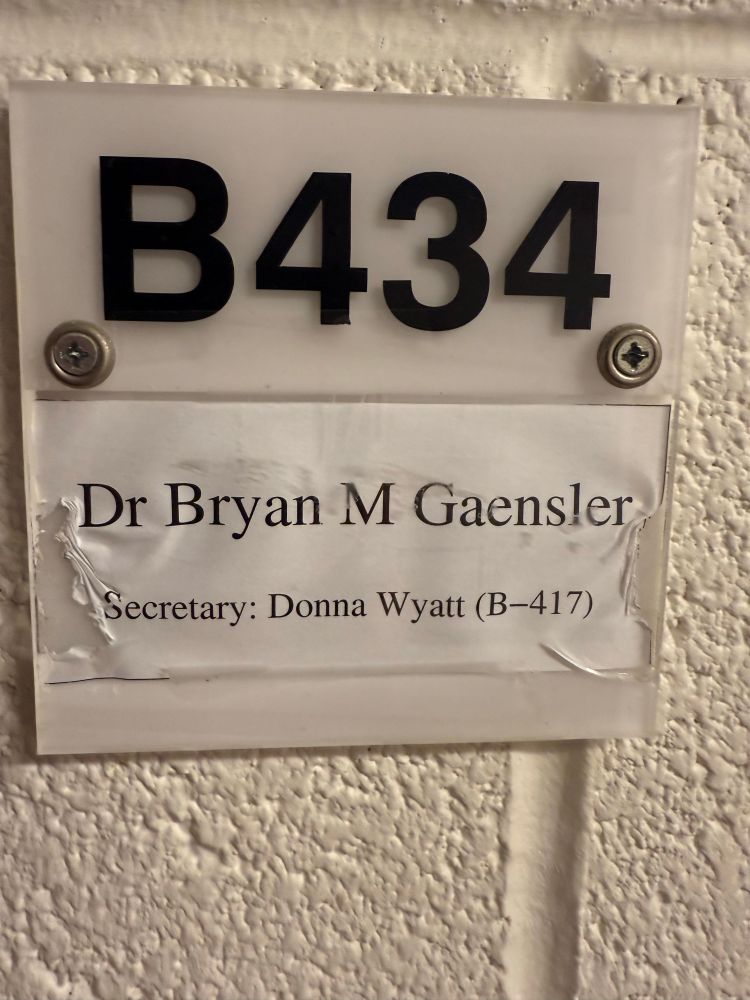 B434
Dr Bryan M Gaensler
Secretary: Donna Wyatt (B-417)